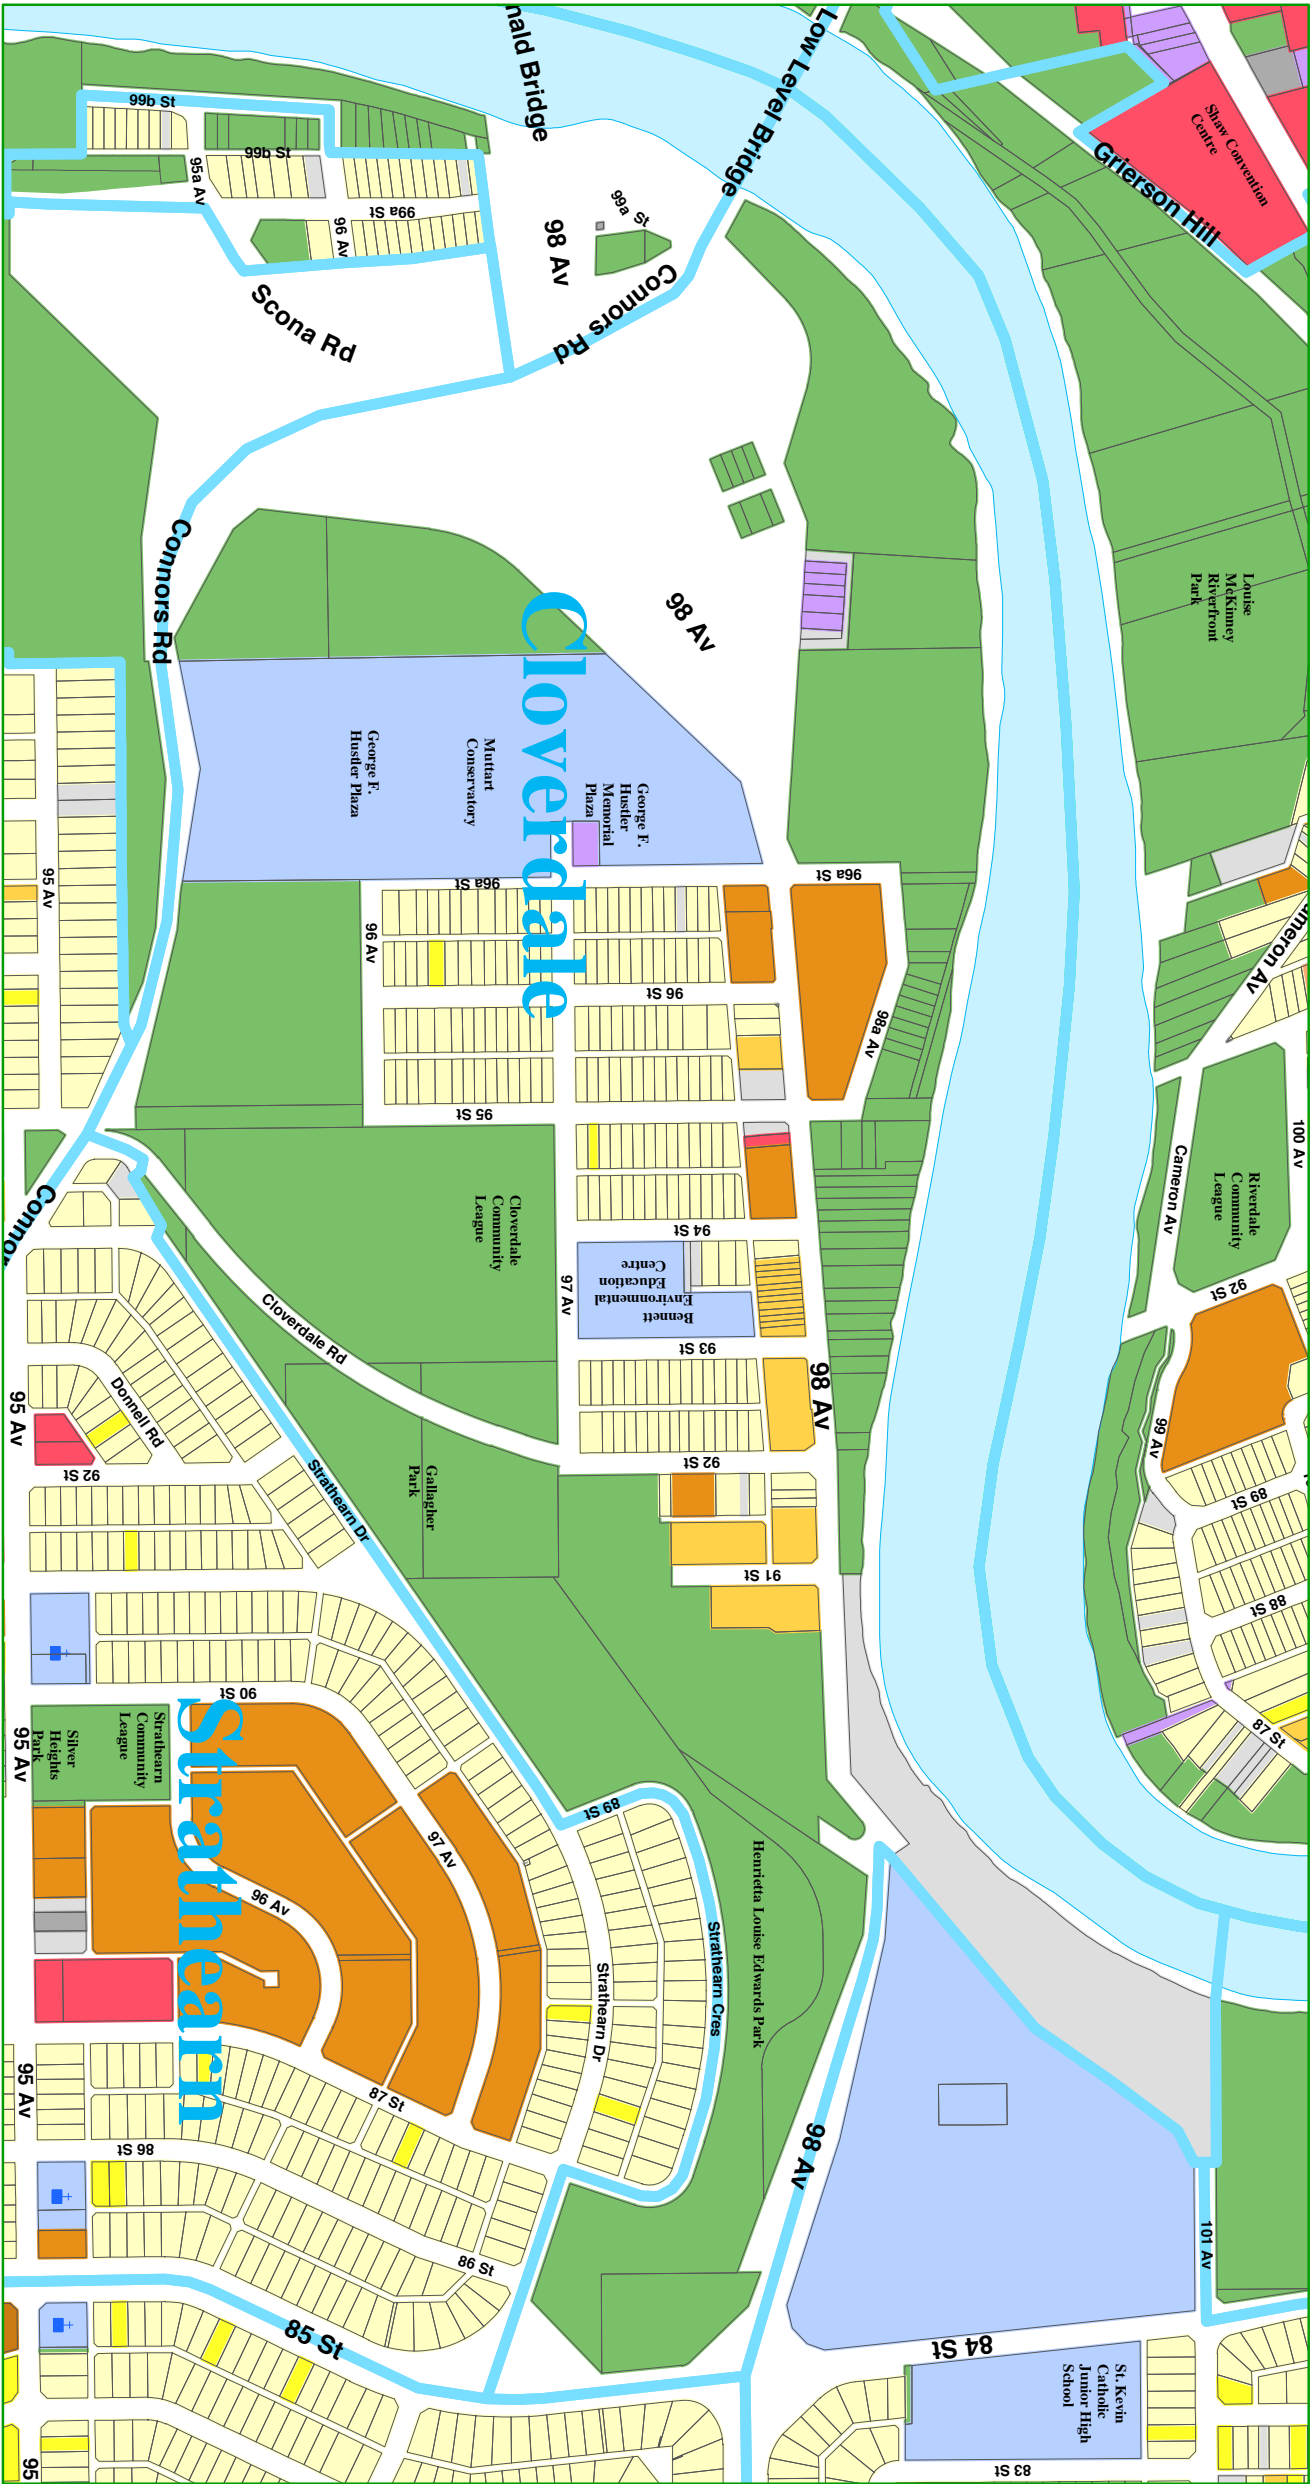 nald Bridge
Low Level Bridge
Shaw Convention
Centre
Grierson Hill
99b St
99b St
95a Av
99a St
96 Av
99a St
98 Av
Connors Rd
Scona Rd
Connors Rd
98 Av
Louise
McKinney
Riverfront
Park
Cloverdale
George F.
Hustler Plaza
Muttart
Conservatory
George F.
Hustler
Memorial
Plaza
95 Av
96a St
96a St
96 Av
96 St
98a Av
95 St
meron Av
100 Av
Cameron Av
Riverdale
Community
League
92 St
Connor
Cloverdale
Community
League
94 St
97 Av
Bennett
Environmental
Education
Centre
93 St
98 Av
Cloverdale Rd
Donnell Rd
95 Av
92 St
Strathearn Dr
Gallagher
Park
92 St
91 St
99 Av
89 St
88 St
87 St
90 St
95 Av
Silver
Heights
Park
Strathearn
Community
League
Strathearn
97 Av
96 Av
89 St
Strathearn Cres
Strathearn Dr
Henrietta Louise Edwards Park
95 Av
87 St
86 St
98 Av
86 St
101 Av
85 St
84 St
St. Kevin
Catholic
Junior High
School
83 St
95